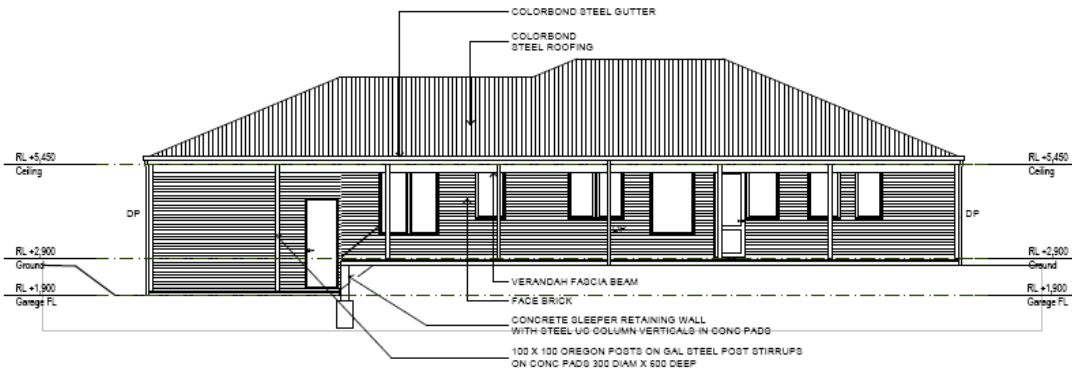 COLORBOND STEEL GUTTER
COLORBOND
STEEL ROOFING
RL +5,450
Ceiling
RL +5,450
Ceiling
DP
DP
DP
RL +2,900
Ground
RL +2,900
Ground
RL +1,900
Garage FL
RL +1,900
Garage FL
VERANDAH FASCIA BEAM
FACE BRICK
CONCRETE SLEEPER RETAINING WALL
WITH STEEL UC COLUMN VERTICALS IN CONC PADS
100 X 100 OREGON POSTS ON GAL STEEL POST STIRRUPS
ON CONC PADS 300 DIAM X 600 DEEP